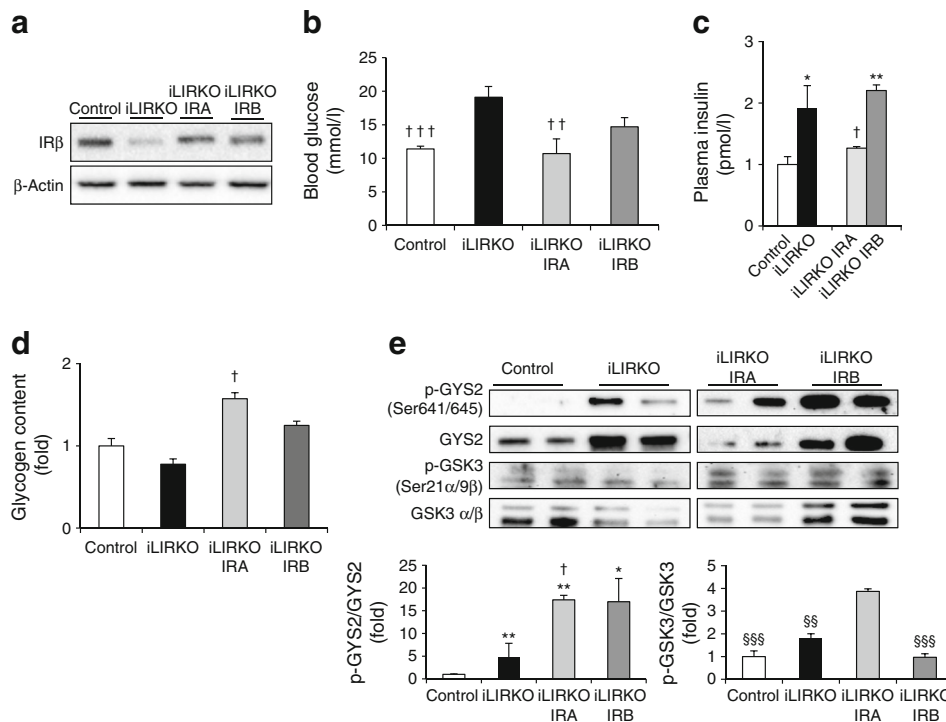 a
Control
iLIRKO
iLIRKO IRA
iLIRKO IRB
IRβ
β-Actin
b
Blood glucose (mmol/l)
25
20
15
10
5
0
†††
††
Control
iLIRKO
iLIRKO IRA
iLIRKO IRB
c
Plasma insulin (pmol/l)
3
2
1
0
*
†
**
Control
iLIRKO
iLIRKO IRA
iLIRKO IRB
d
Glycogen content (fold)
2
1
0
†
Control
iLIRKO
iLIRKO IRA
iLIRKO IRB
e
Control
iLIRKO
iLIRKO IRA
iLIRKO IRB
p-GYS2 (Ser641/645)
GYS2
p-GSK3 (Ser21α/9β)
GSK3 α/β
p-GYS2/GYS2 (fold)
25
20
15
10
5
0
**
†
**
*
Control
iLIRKO
iLIRKO IRA
iLIRKO IRB
p-GSK3/GSK3 (fold)
5
4
2
1
0
§§§
§§
§§§
Control
iLIRKO
iLIRKO IRA
iLIRKO IRB